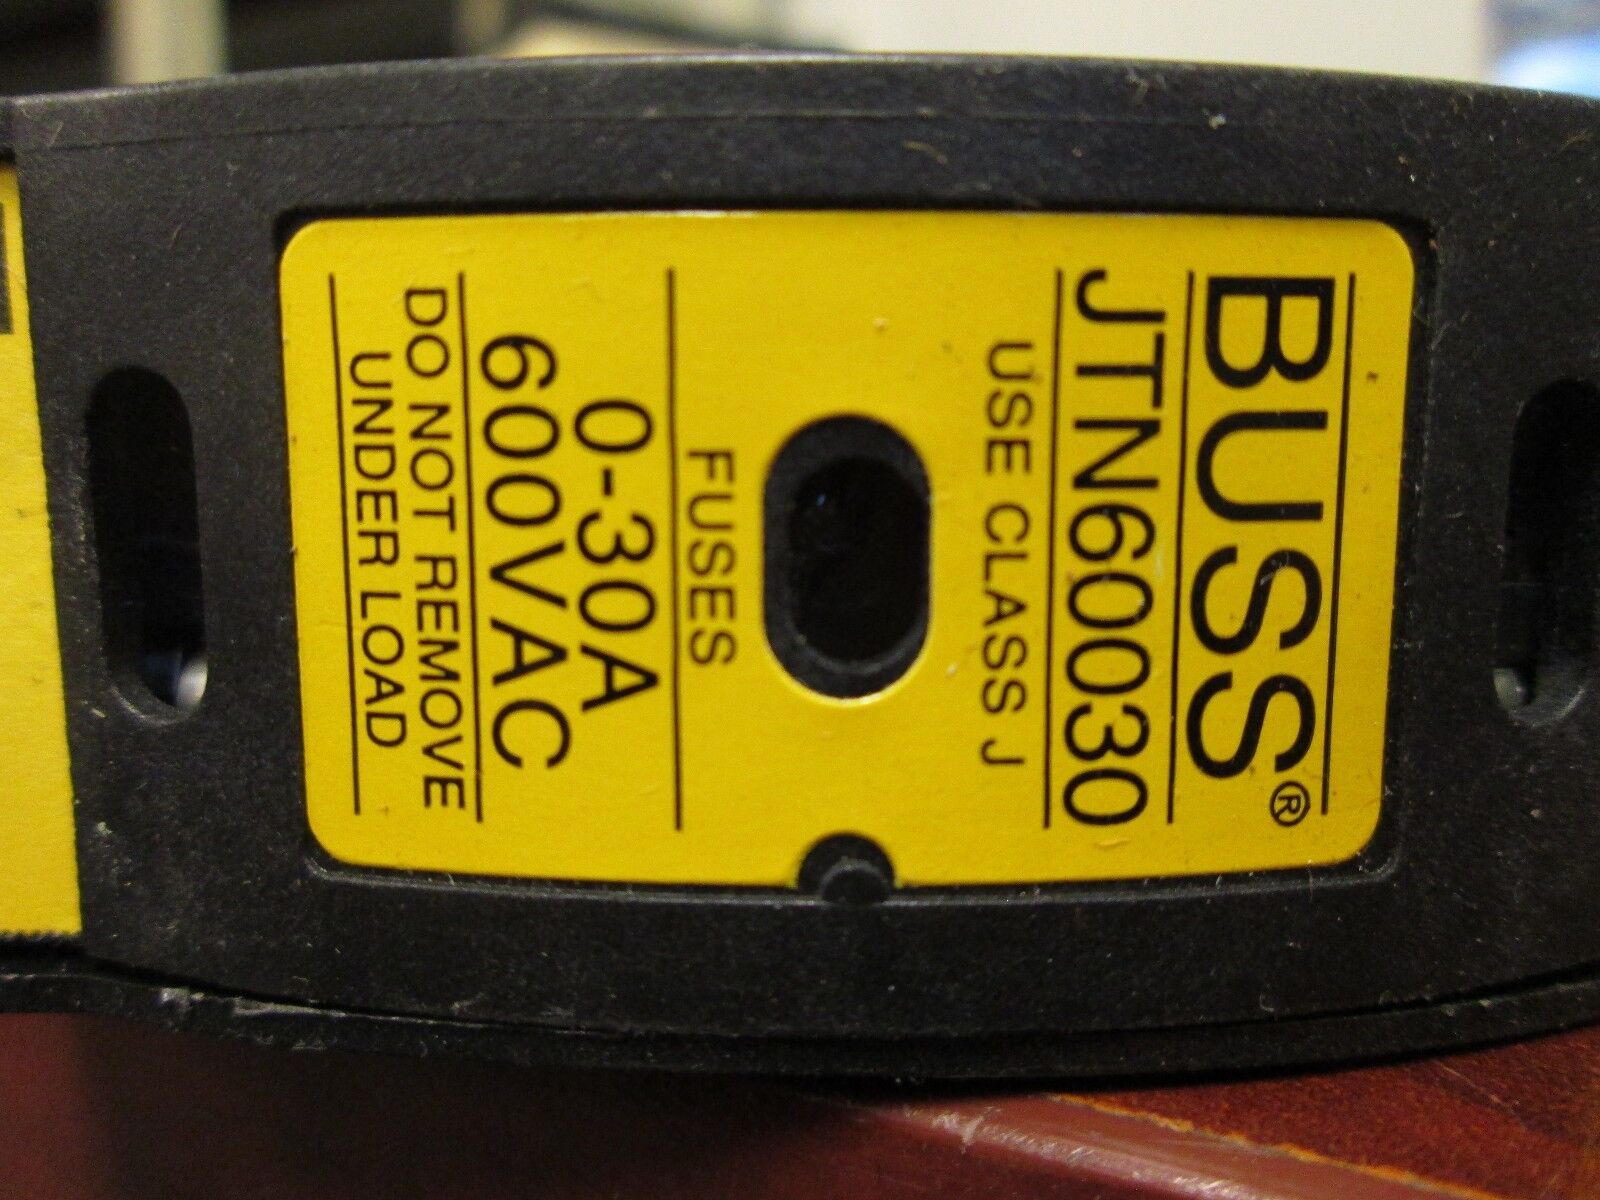 BUSS®
JTN60030
USE CLASS J
FUSES
0-30A
600VAC
DO NOT REMOVE
UNDER LOAD